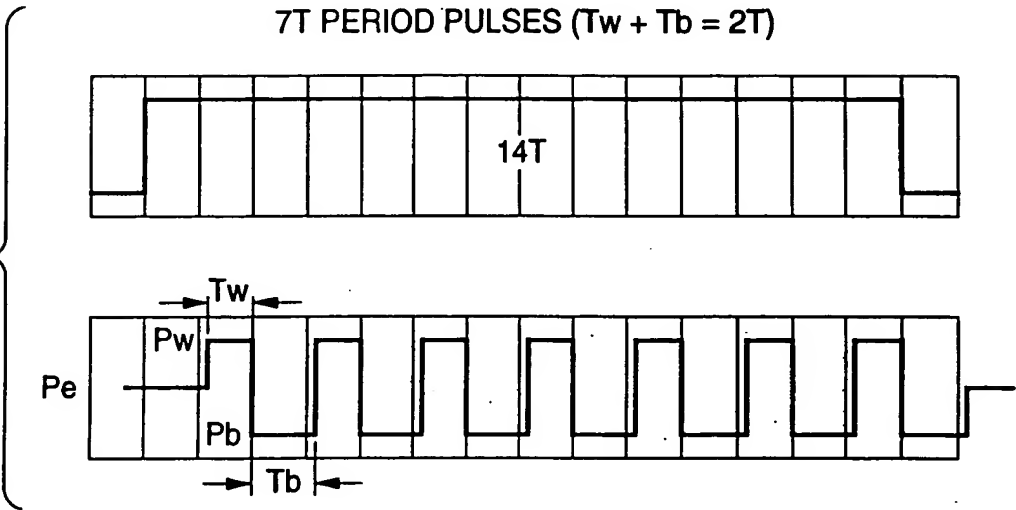 7T PERIOD PULSES (Tw + Tb = 2T)
14T
Tw
Pw
Pe
Pb
Tb